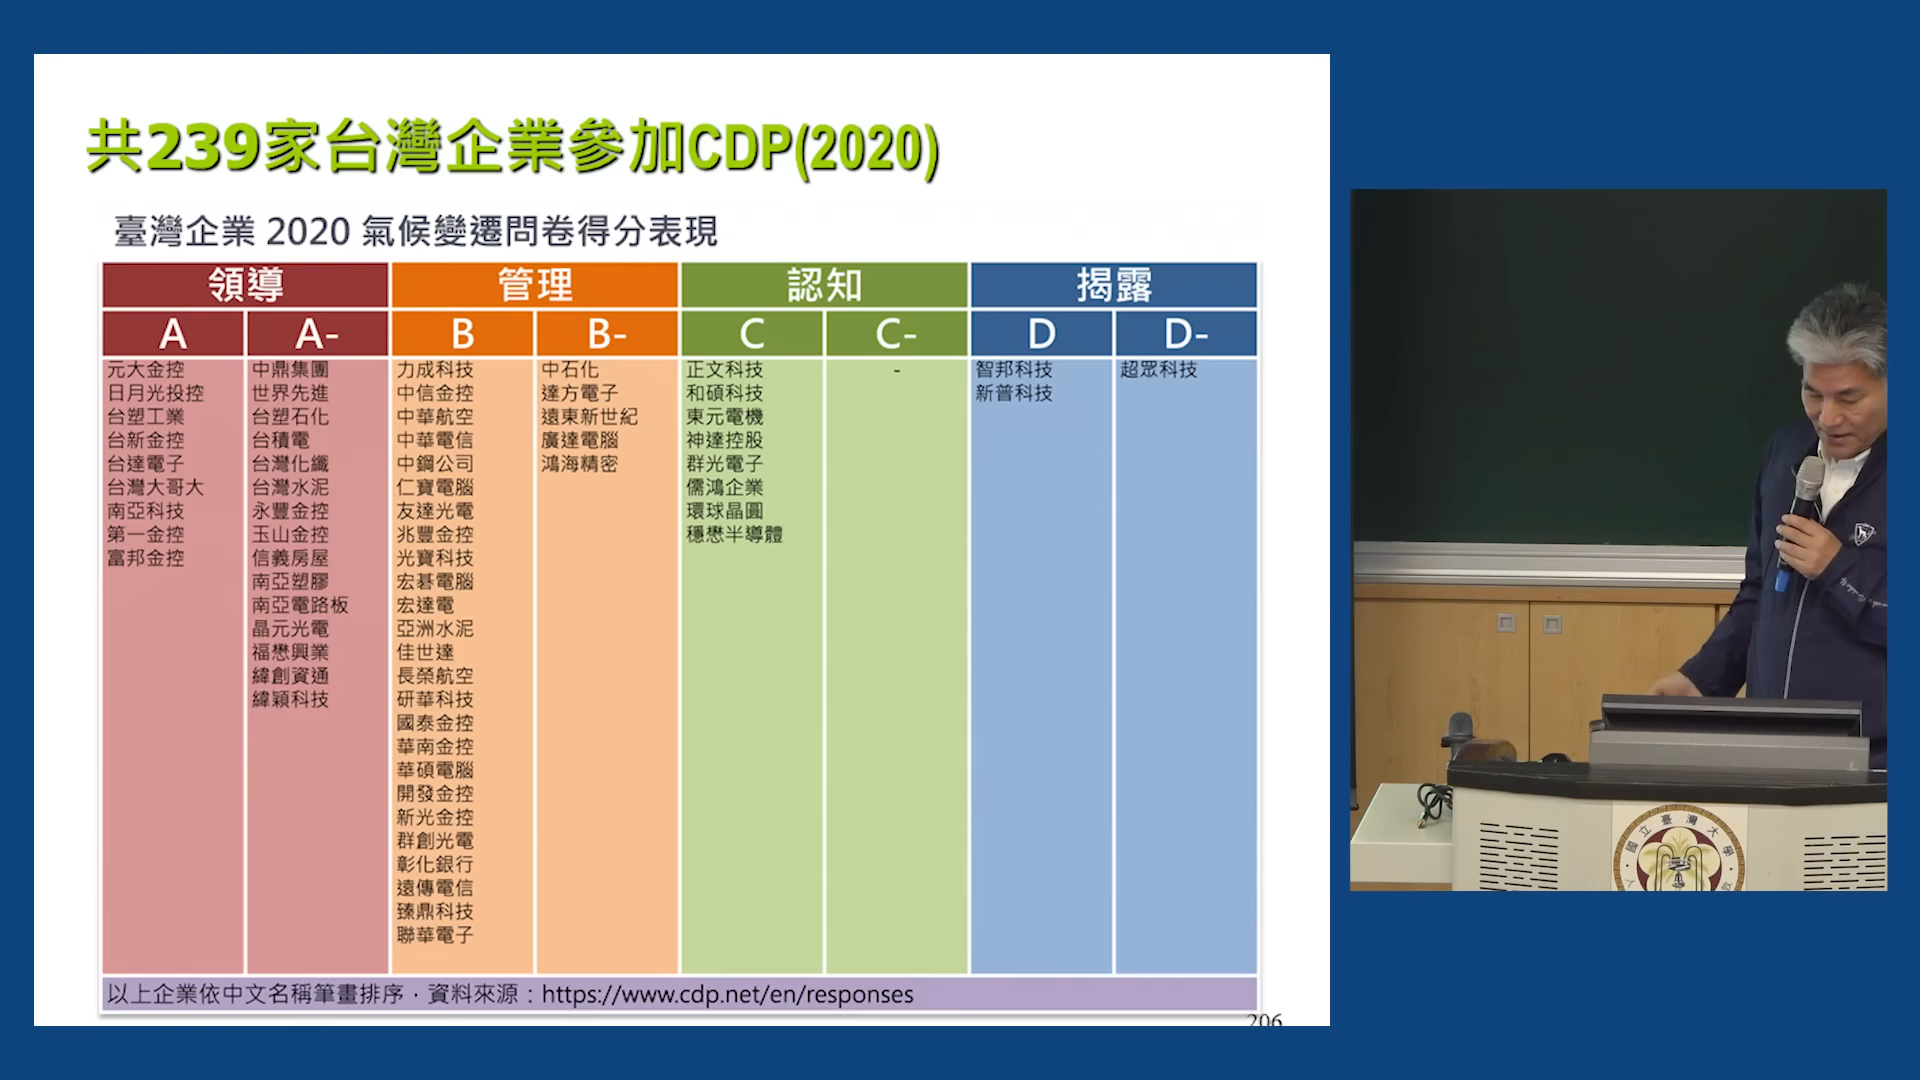 共239家台灣企業參加CDP(2020)
臺灣企業 2020 氣候變遷問卷得分表現
領導 管理 認知 揭露
A A- B B- C C- D D-
元大金控 中鼎集團 力成科技 中石化 正文科技 - 智邦科技 超眾科技
日月光投控 世界先進 中信金控 達方電子 和碩科技 新普科技
台塑工業 台塑石化 中華航空 遠東新世紀 東元電機
台新金控 台積電 中華電信 廣達電腦 神達控股
台達電子 台灣化纖 中鋼公司 鴻海精密 群光電子
台灣大哥大 台灣水泥 仁寶電腦 儒鴻企業
南亞科技 永豐金控 友達光電 環球晶圓
第一金控 玉山金控 兆豐金控 穩懋半導體
富邦金控 信義房屋 光寶科技
南亞塑膠 宏碁電腦
南亞電路板 宏達電
晶元光電 亞洲水泥
福懋興業 佳世達
緯創資通 長榮航空
緯穎科技 研華科技
國泰金控
華南金控
華碩電腦
開發金控
新光金控
群創光電
彰化銀行
遠傳電信
臻鼎科技
聯華電子
以上企業依中文名稱筆畫排序，資料來源：https://www.cdp.net/en/responses
206
國立臺灣大學